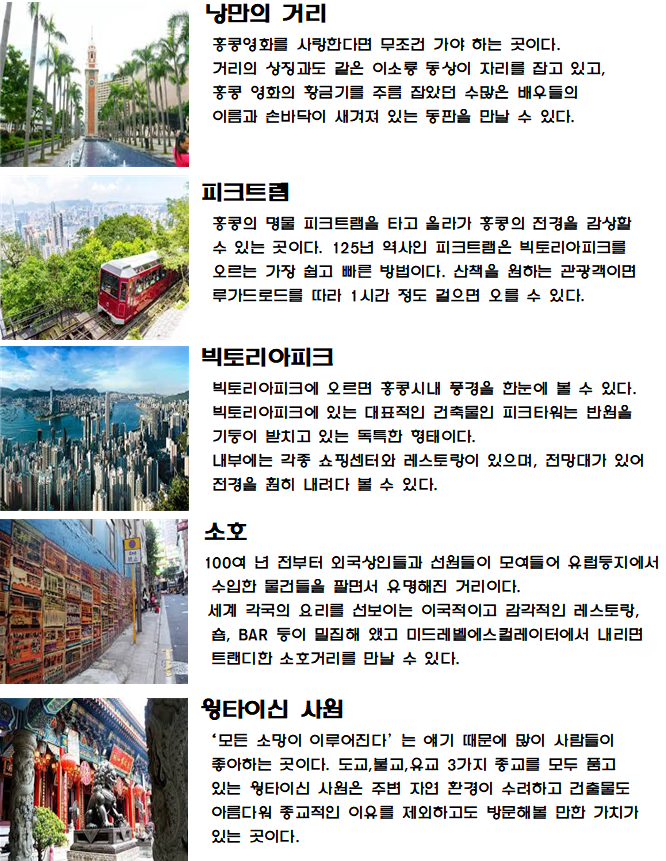 낭만의 거리
홍콩영화를 사랑한다면 무조건 가야 하는 곳이다.
거리의 상징과도 같은 이소룡 동상이 자리를 잡고 있고,
홍콩 영화의 황금기를 주름 잡았던 수많은 배우들의
이름과 손바닥이 새겨져 있는 동판을 만날 수 있다.
피크트램
홍콩의 명물 피크트램을 타고 올라가 홍콩의 전경을 감상할
수 있는 곳이다. 125년 역사인 피크트램은 빅토리아피크를
오르는 가장 쉽고 빠른 방법이다. 산책을 원하는 관광객이면
루가드로드를 따라 1시간 정도 걸으면 오를 수 있다.
빅토리아피크
빅토리아피크에 오르면 홍콩시내 풍경을 한눈에 볼 수 있다.
빅토리아피크에 있는 대표적인 건축물인 피크타워는 반원을
기둥이 받치고 있는 독특한 형태이다.
내부에는 각종 쇼핑센터와 레스토랑이 있으며, 전망대가 있어
전경을 훤히 내려다 볼 수 있다.
소호
100여 년 전부터 외국상인들과 선원들이 모여들어 유럽등지에서
수입한 물건들을 팔면서 유명해진 거리이다.
세계 각국의 요리를 선보이는 이국적이고 감각적인 레스토랑,
숍, BAR 등이 밀집해 있고 미드레벨에스컬레이터에서 내리면
트랜디한 소호거리를 만날 수 있다.
웡타이신 사원
‘모든 소망이 이루어진다’ 는 얘기 때문에 많이 사람들이
좋아하는 곳이다. 도교,불교,유교 3가지 종교를 모두 품고
있는 웡타이신 사원은 주변 자연 환경이 수려하고 건출물도
아름다워 종교적인 이유를 제외하고도 방문해볼 만한 가치가
있는 곳이다.